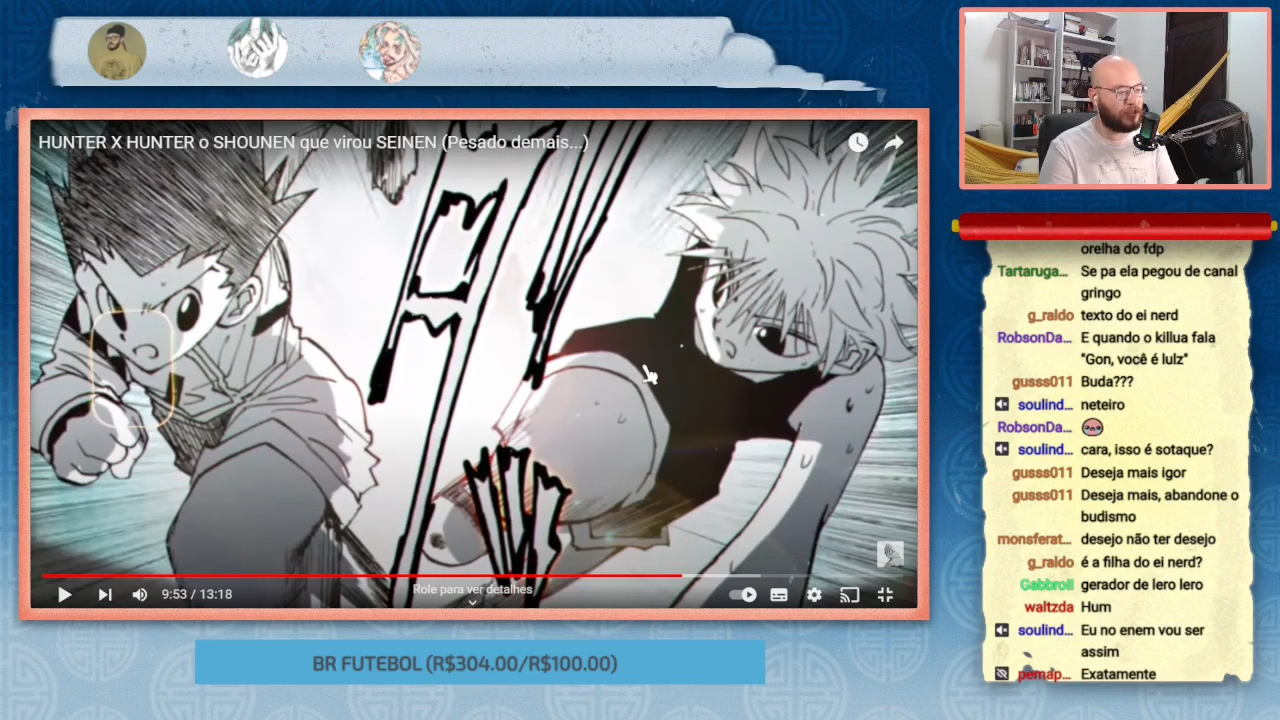 HUNTER X HUNTER o SHOUNEN que virou SEINEN (Pesado demais...)
9:53 / 13:18
Role para ver detalhes
BR FUTEBOL (R$304.00/R$100.00)
orelha do fdp
Tartaruga... Se pa ela pegou de canal
gringo
g_raldo texto do ei nerd
RobsonDa... E quando o killua fala
"Gon, você é lulz"
gusss011 Buda???
soulind... neteiro
RobsonDa...
soulind... cara, isso é sotaque?
gusss011 Deseja mais igor
gusss011 Deseja mais, abandone o
budismo
monsferat... desejo não ter desejo
g_raldo é a filha do ei nerd?
Gabbroll gerador de lero lero
waltzda Hum
soulind... Eu no enem vou ser
assim
pemap... Exatamente